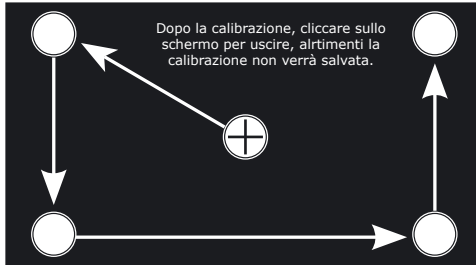 Dopo la calibrazione, cliccare sullo
schermo per uscire, alrtimenti la
calibrazione non verrà salvata.